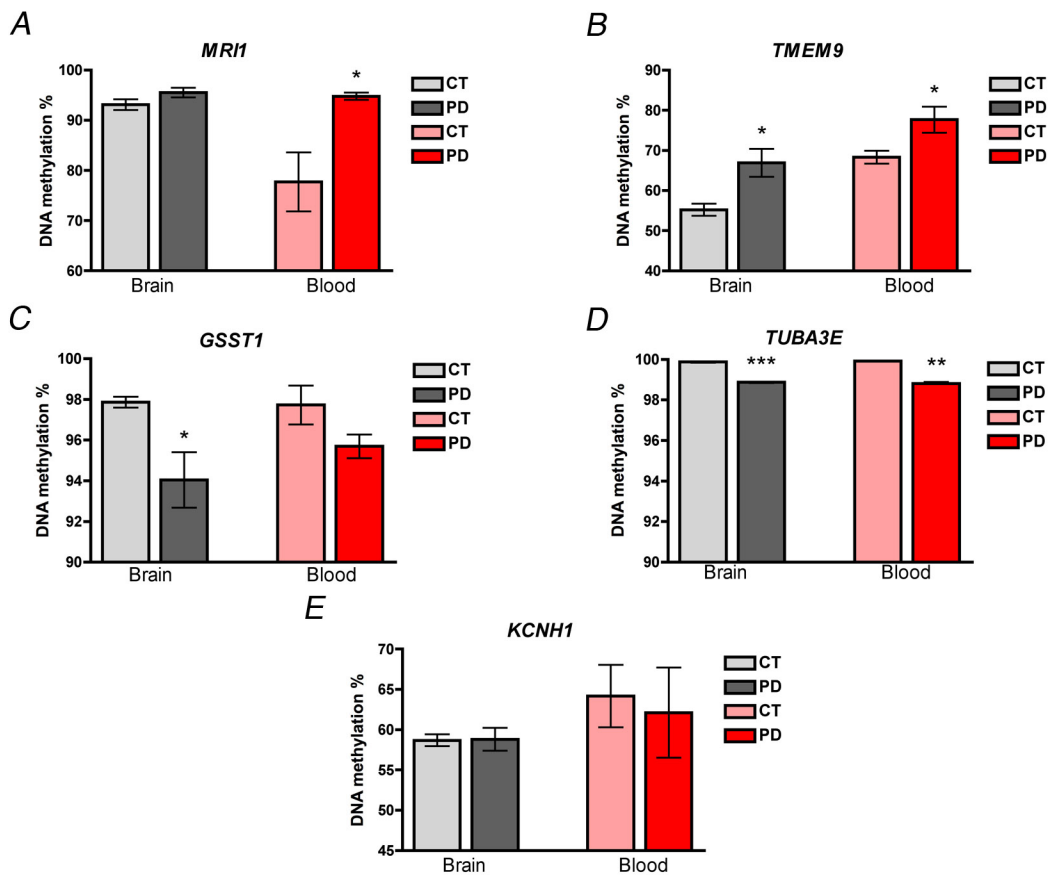 A
MRI1
DNA methylation %
100
90
80
70
60
Brain
Blood
CT
PD
CT
PD
*
B
TMEM9
DNA methylation %
90
80
70
60
50
40
*
*
Brain
Blood
CT
PD
CT
PD
C
GSST1
DNA methylation %
100
98
96
94
92
90
*
Brain
Blood
CT
PD
CT
PD
D
TUBA3E
DNA methylation %
100
98
96
94
92
90
***
**
Brain
Blood
CT
PD
CT
PD
E
KCNH1
DNA methylation %
70
65
60
55
50
45
Brain
Blood
CT
PD
CT
PD